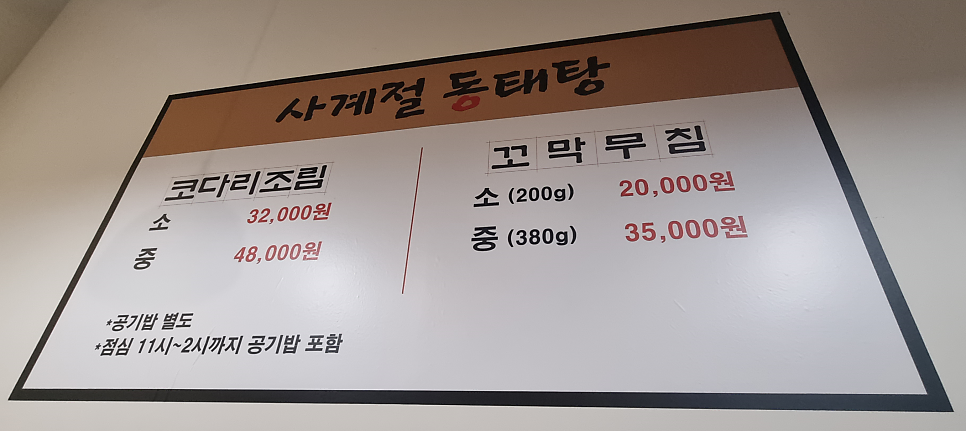 사계절 동태탕
코다리조림
소 32,000원
중 48,000원
*공기밥 별도
*점심 11시~2시까지 공기밥 포함
꼬막무침
소 (200g) 20,000원
중 (380g) 35,000원